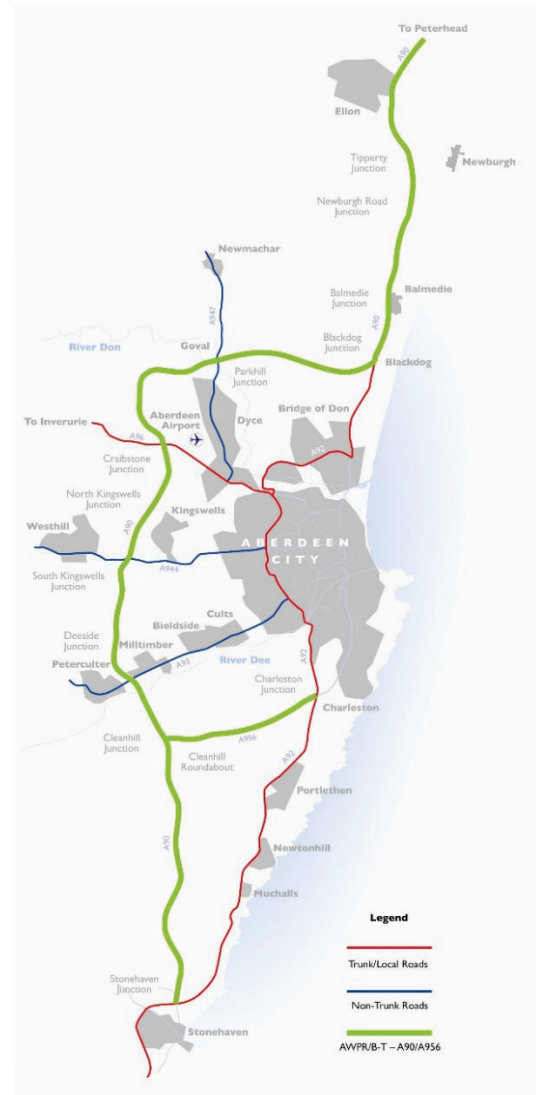 To Peterhead
A90
Ellon
Tipperty
Junction
Newburgh
Newburgh Road
Junction
Newmachar
Balmedie
Junction
Balmedie
A947
A90
River Don
Goval
Blackdog
Junction
Blackdog
Parkhill
Junction
To Inverurie
Aberdeen
Airport
Dyce
Bridge of Don
A96
A92
Craibstone
Junction
North Kingswells
Junction
Kingswells
A90
Westhill
ABERDEEN
CITY
A944
South Kingswells
Junction
Cults
Bieldside
Deeside
Junction
Milltimber
A93
River Dee
A92
Peterculter
Charleston
Junction
Charleston
Cleanhill
Junction
A956
Cleanhill
Roundabout
A92
Portlethen
A90
Newtonhill
Muchalls
Legend
Trunk/Local Roads
Stonehaven
Junction
Non-Trunk Roads
Stonehaven
AWPR/B-T – A90/A956